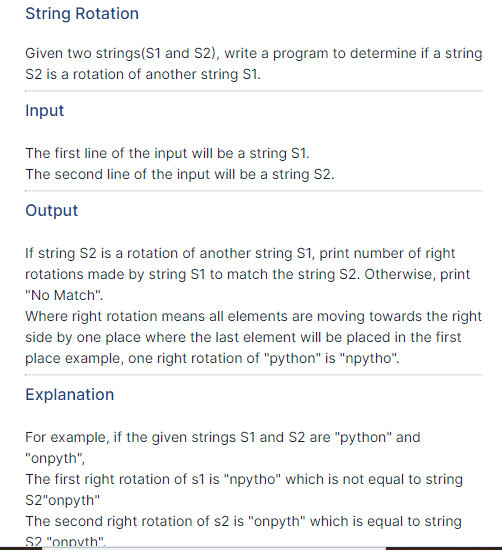 String Rotation
Given two strings(S1 and S2), write a program to determine if a string
S2 is a rotation of another string S1.
Input
The first line of the input will be a string S1.
The second line of the input will be a string S2.
Output
If string S2 is a rotation of another string S1, print number of right
rotations made by string S1 to match the string S2. Otherwise, print
"No Match".
Where right rotation means all elements are moving towards the right
side by one place where the last element will be placed in the first
place example, one right rotation of "python" is "npytho".
Explanation
For example, if the given strings S1 and S2 are "python" and
"onpyth",
The first right rotation of s1 is "npytho" which is not equal to string
S2"onpyth"
The second right rotation of s2 is "onpyth" which is equal to string
S2 "onpyth".